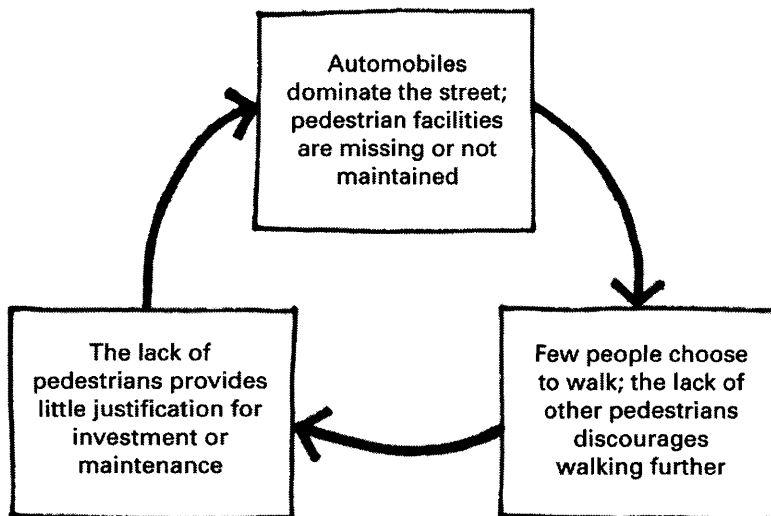 Automobiles
dominate the street;
pedestrian facilities
are missing or not
maintained
Few people choose
to walk; the lack of
other pedestrians
discourages
walking further
The lack of
pedestrians provides
little justification for
investment or
maintenance